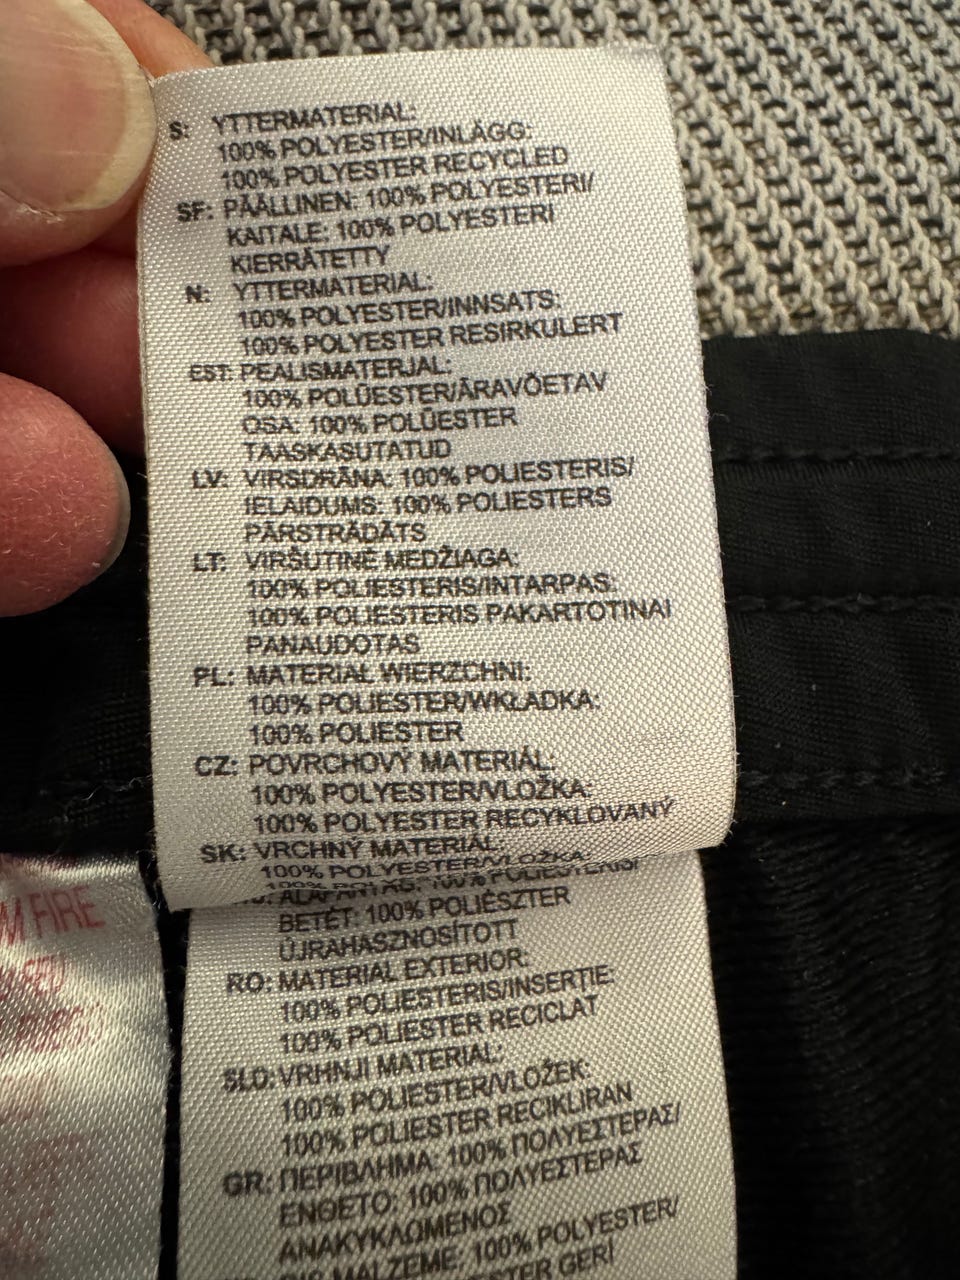 S: YTTERMATERIAL:
100% POLYESTER/INLÄGG:
100% POLYESTER RECYCLED
SF: PÄÄLLINEN: 100% POLYESTERI/
KAITALE: 100% POLYESTERI
KIERRÄTETTY
N: YTTERMATERIAL:
100% POLYESTER/INNSATS:
100% POLYESTER RESIRKULERT
EST: PEALISMATERJAL:
100% POLÜESTER/ÄRAVÕETAV
OSA: 100% POLÜESTER
TAASKASUTATUD
LV: VIRSDRĀNA: 100% POLIESTERIS/
IELAIDUMS: 100% POLIESTERS
PĀRSTRĀDĀTS
LT: VIRŠUTINĖ MEDŽIAGA:
100% POLIESTERIS/INTARPAS:
100% POLIESTERIS PAKARTOTINAI
PANAUDOTAS
PL: MATERIAŁ WIERZCHNI:
100% POLIESTER/WKŁADKA:
100% POLIESTER
CZ: POVRCHOVÝ MATERIÁL:
100% POLYESTER/VLOŽKA:
100% POLYESTER RECYKLOVANÝ
SK: VRCHNÝ MATERIÁL:
100% POLYESTER/VLOŽKA:
BETÉT: 100% POLIÉSZTER
ÚJRAHASZNOSÍTOTT
RO: MATERIAL EXTERIOR:
100% POLIESTERIS/INSERȚIE:
100% POLIESTER RECICLAT
SLO: VRHNJI MATERIAL:
100% POLIESTER/VLOŽEK:
100% POLIESTER RECIKLIRAN
GR: ΠΕΡΙΒΛΗΜΑ: 100% ΠΟΛΥΕΣΤΕΡΑΣ/
ΕΝΘΕΤΟ: 100% ΠΟΛΥΕΣΤΕΡΑΣ
ΑΝΑΚΥΚΛΩΜΕΝΟΣ
MALZEME: 100% POLYESTER/
GERİ
FIRE